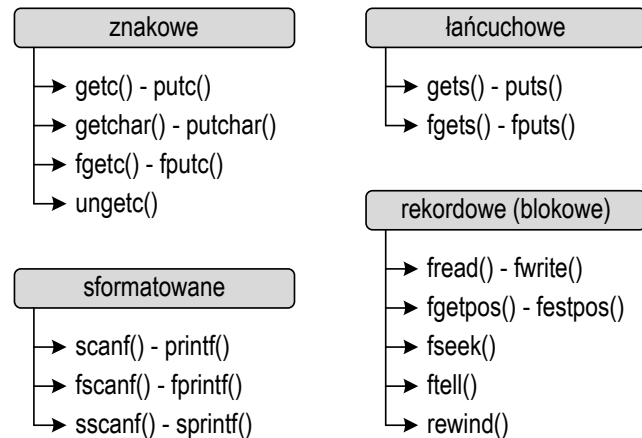 znakowe
getc() - putc()
getchar() - putchar()
fgetc() - fputc()
ungetc()
sformatowane
scanf() - printf()
fscanf() - fprintf()
sscanf() - sprintf()
łańcuchowe
gets() - puts()
fgets() - fputs()
rekordowe (blokowe)
fread() - fwrite()
fgetpos() - festpos()
fseek()
ftell()
rewind()